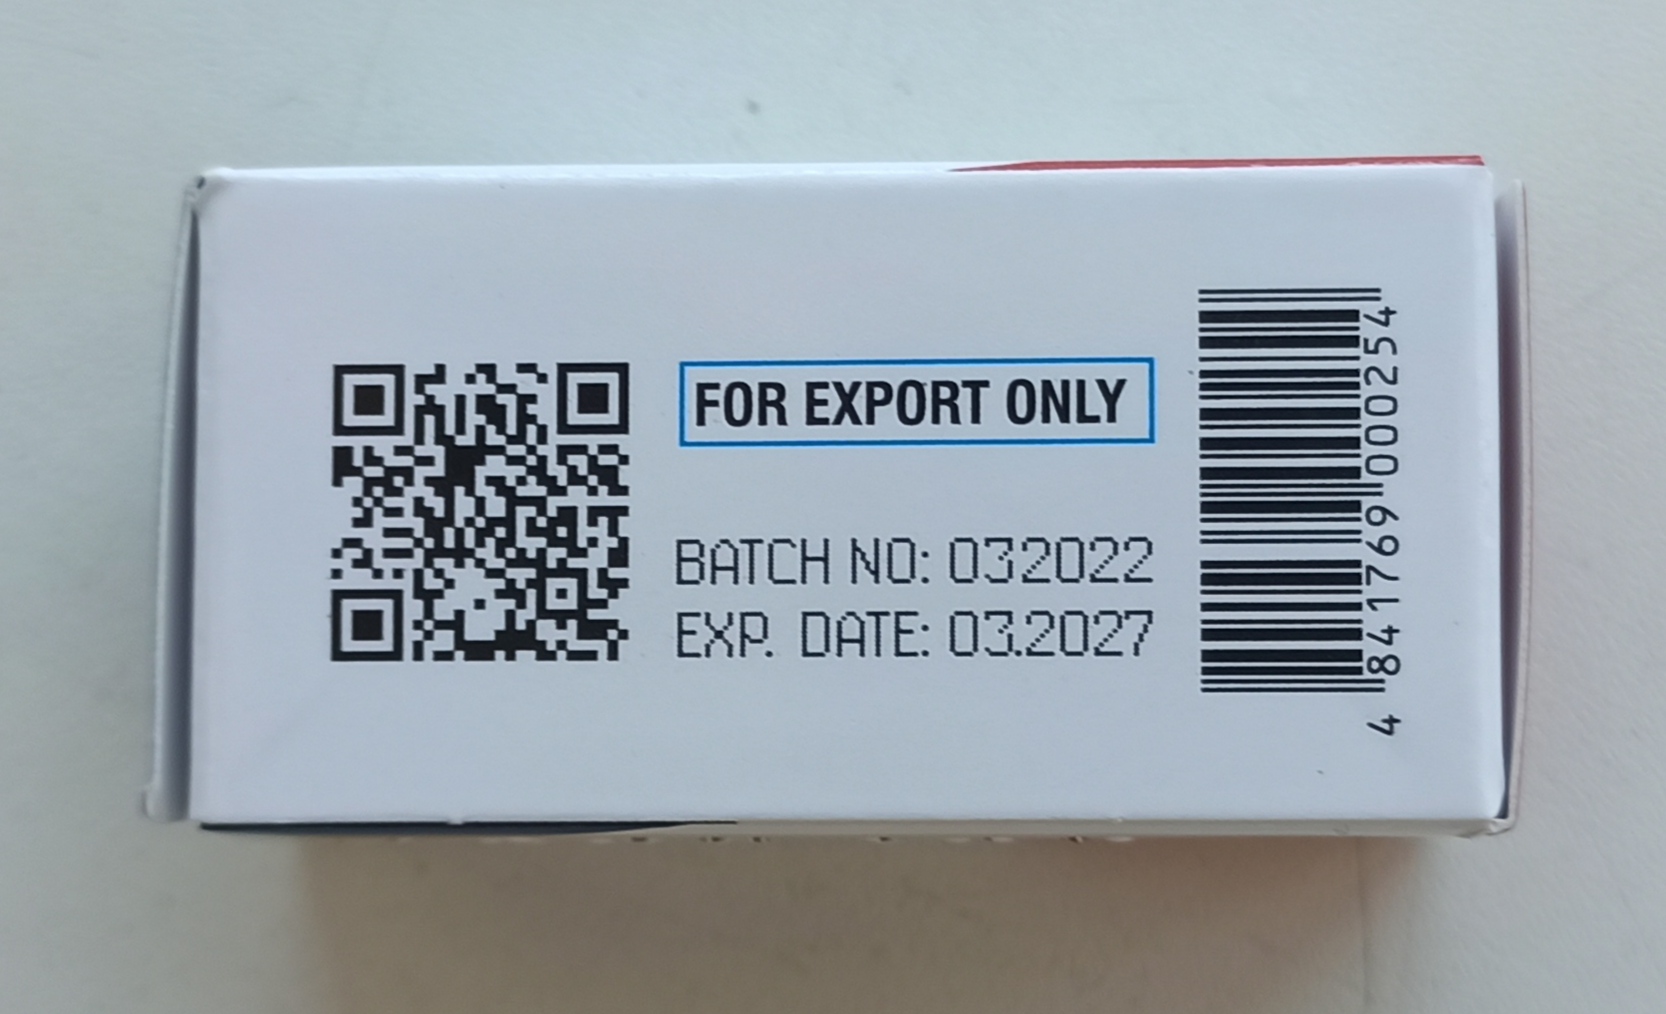 FOR EXPORT ONLY
BATCH NO: 032022
EXP. DATE: 03.2027
4 841769 000254